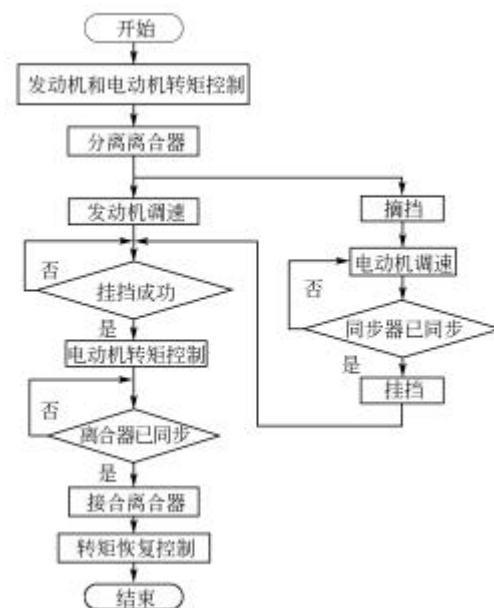 开始
发动机和电动机转矩控制
分离离合器
发动机调速
摘挡
电动机调速
否
挂挡成功
否
同步器已同步
是
是
电动机转矩控制
挂挡
否
离合器已同步
是
接合离合器
转矩恢复控制
结束